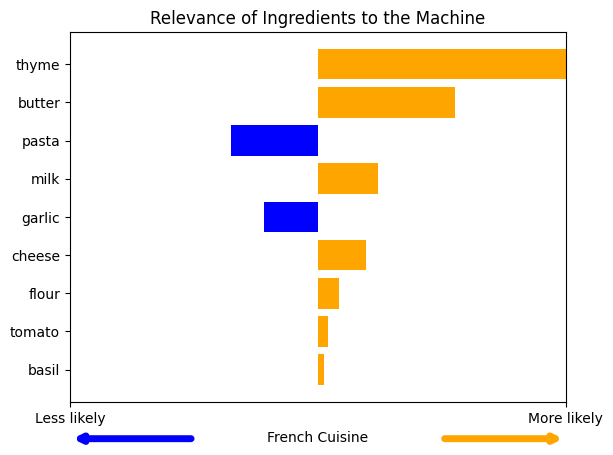 Relevance of Ingredients to the Machine
thyme
butter
pasta
milk
garlic
cheese
flour
tomato
basil
Less likely
More likely
French Cuisine